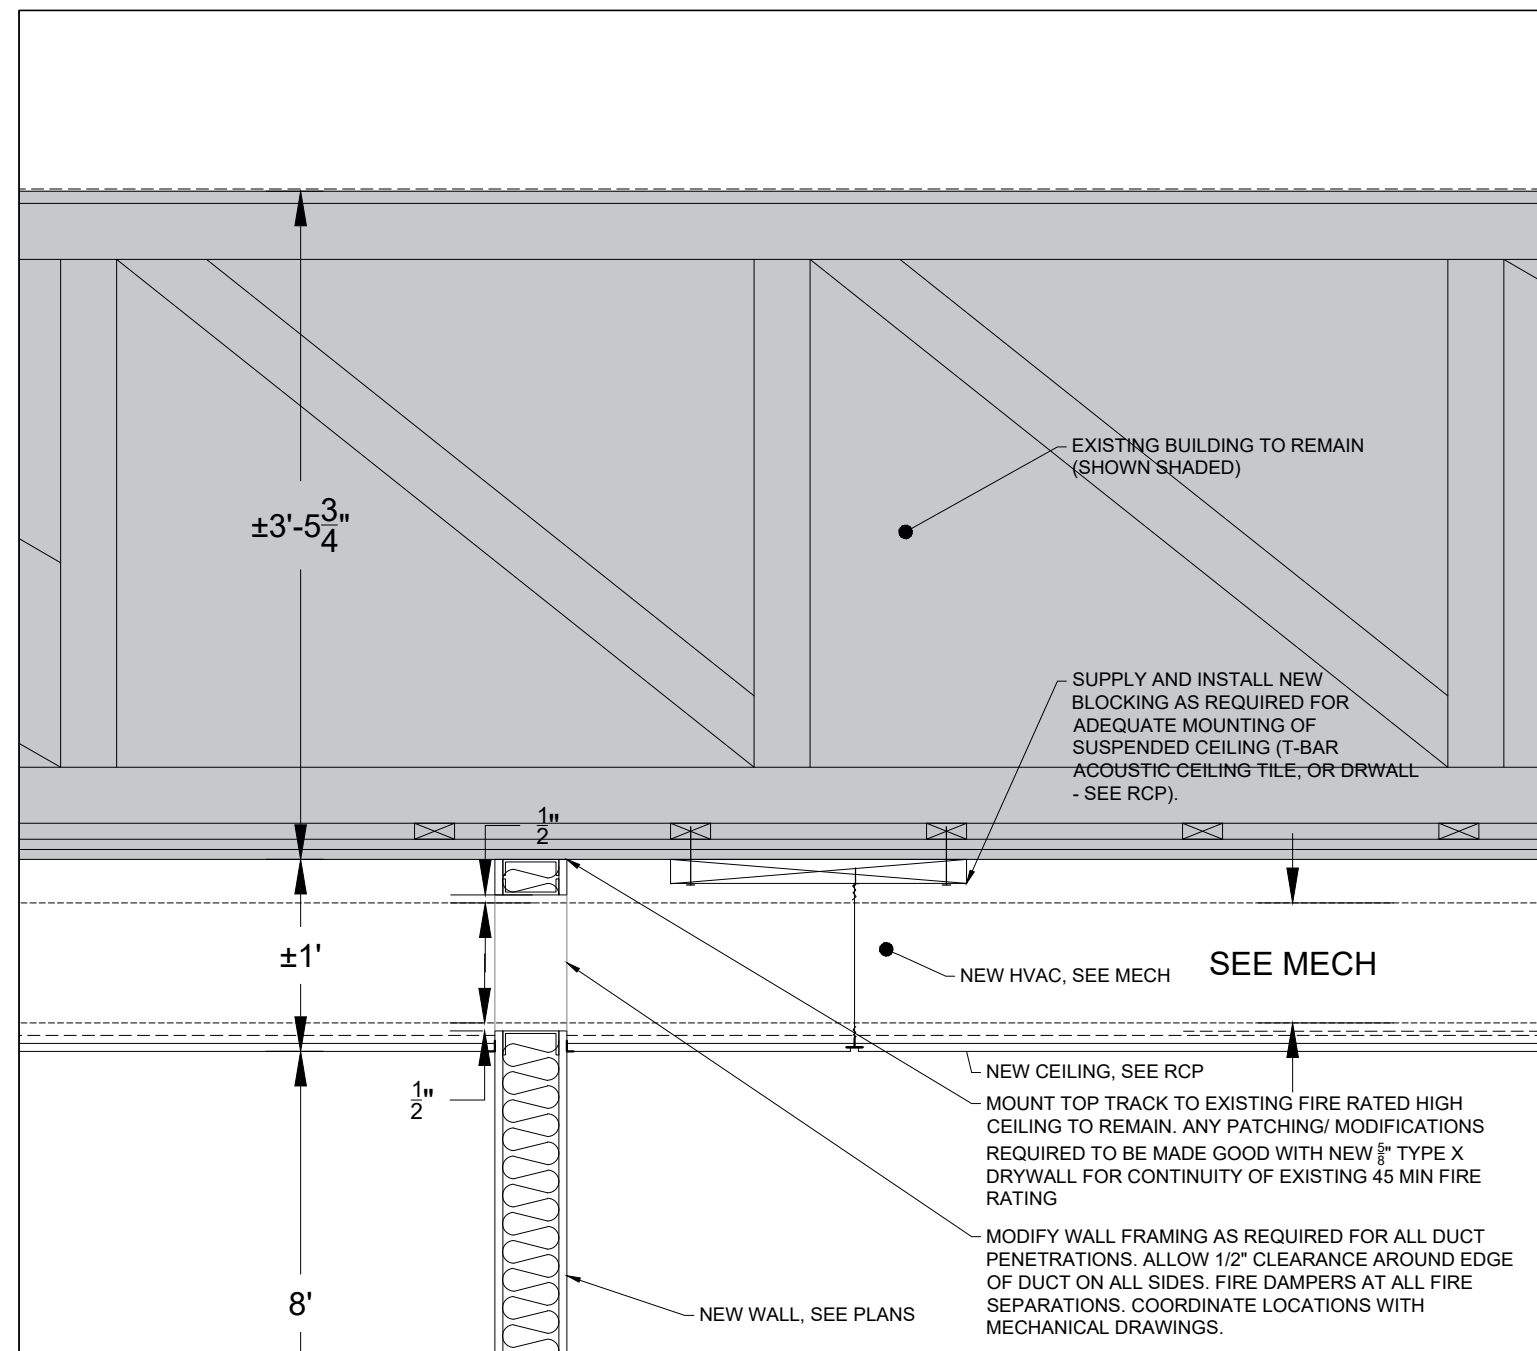 ±3'-5 3/4"
EXISTING BUILDING TO REMAIN
(SHOWN SHADED)
SUPPLY AND INSTALL NEW
BLOCKING AS REQUIRED FOR
ADEQUATE MOUNTING OF
SUSPENDED CEILING (T-BAR
ACOUSTIC CEILING TILE, OR DRWALL
- SEE RCP).
1/2"
±1'
NEW HVAC, SEE MECH
SEE MECH
1/2"
NEW CEILING, SEE RCP
MOUNT TOP TRACK TO EXISTING FIRE RATED HIGH
CEILING TO REMAIN. ANY PATCHING/ MODIFICATIONS
REQUIRED TO BE MADE GOOD WITH NEW 5/8" TYPE X
DRYWALL FOR CONTINUITY OF EXISTING 45 MIN FIRE
RATING
MODIFY WALL FRAMING AS REQUIRED FOR ALL DUCT
PENETRATIONS. ALLOW 1/2" CLEARANCE AROUND EDGE
OF DUCT ON ALL SIDES. FIRE DAMPERS AT ALL FIRE
SEPARATIONS. COORDINATE LOCATIONS WITH
MECHANICAL DRAWINGS.
8'
NEW WALL, SEE PLANS